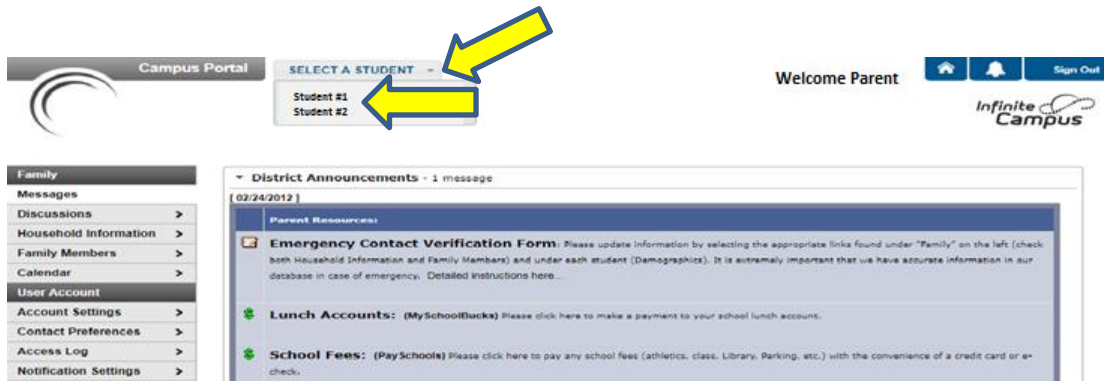 Campus Portal
SELECT A STUDENT
Student #1
Student #2
Welcome Parent
Sign Out
Infinite
Campus
Family
Messages
Discussions >
Household Information >
Family Members >
Calendar >
User Account
Account Settings >
Contact Preferences >
Access Log >
Notification Settings >
District Announcements - 1 message
[ 02/24/2012 ]
Parent Resources:
Emergency Contact Verification Form: Please update information by selecting the appropriate links found under "Family" on the left (check
both Household Information and Family Members) and under each student (Demographics). It is extremely important that we have accurate information in our
database in case of emergency. Detailed instructions here...
Lunch Accounts: (MySchoolBucks) Please click here to make a payment to your school lunch account.
School Fees: (PaySchools) Please click here to pay any school fees (athletics, class, Library, Parking, etc.) with the convenience of a credit card or e-
check.